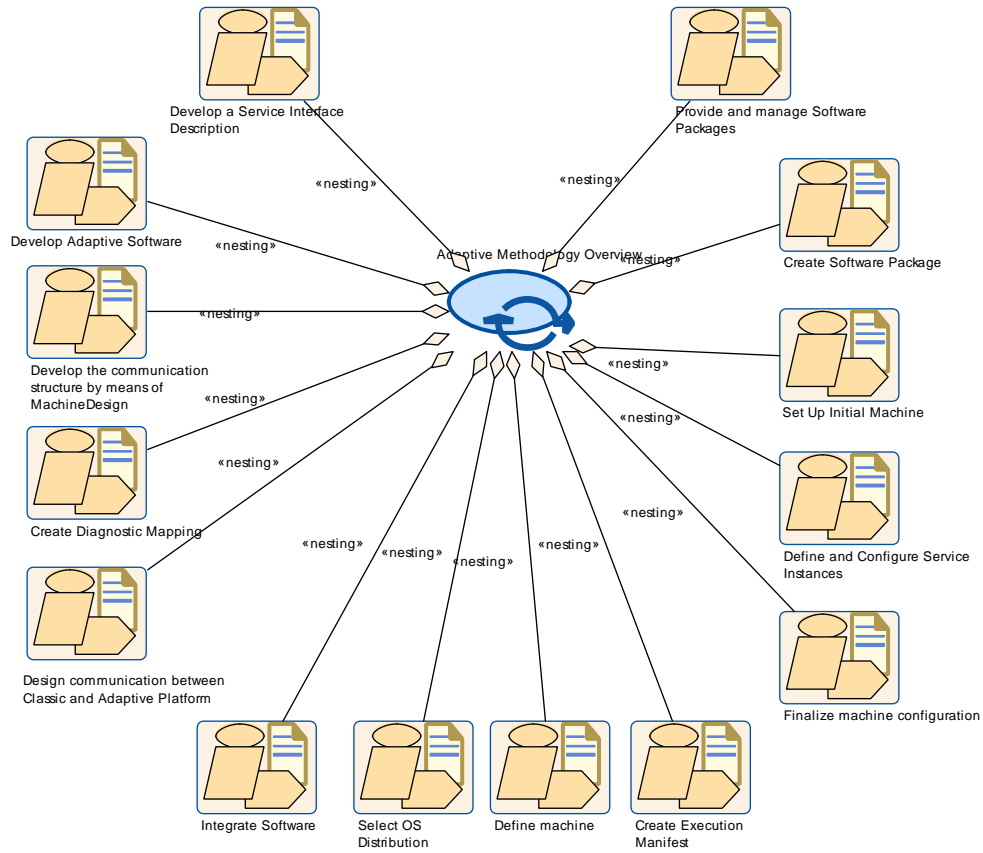 Develop a Service Interface
Description
Provide and manage Software
Packages
«nesting»
«nesting»
Develop Adaptive Software
«nesting»
Adaptive Methodology Overview
«nesting»
Create Software Package
«nesting»
Develop the communication
structure by means of
MachineDesign
«nesting»
Set Up Initial Machine
«nesting»
«nesting»
Create Diagnostic Mapping
«nesting»
«nesting»
Define and Configure Service
Instances
«nesting»
«nesting»
«nesting»
«nesting»
Design communication between
Classic and Adaptive Platform
Finalize machine configuration
Integrate Software
Select OS
Distribution
Define machine
Create Execution
Manifest